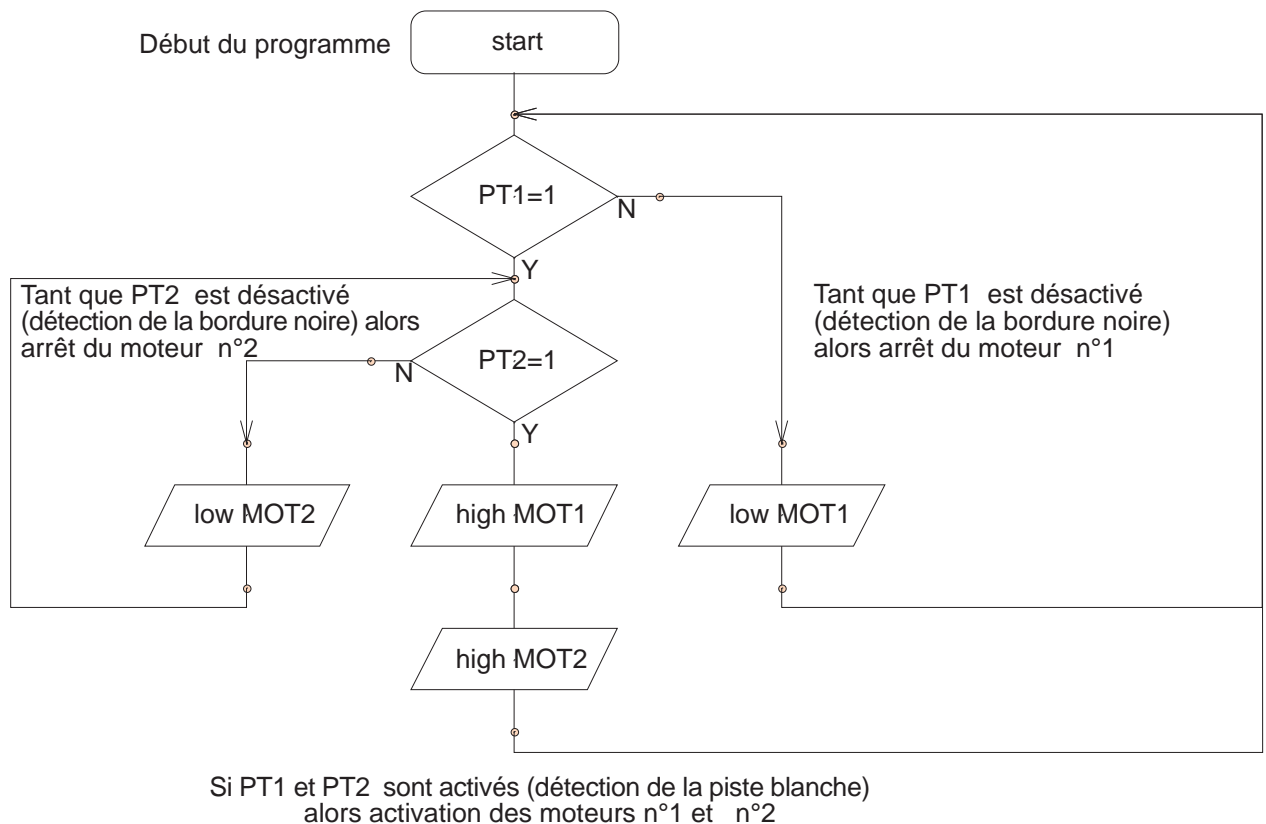 Début du programme
start
PT1=1
N
Y
Tant que PT2 est désactivé
(détection de la bordure noire) alors
arrêt du moteur n°2
Tant que PT1 est désactivé
(détection de la bordure noire)
alors arrêt du moteur n°1
PT2=1
N
Y
low MOT2
high MOT1
low MOT1
high MOT2
Si PT1 et PT2 sont activés (détection de la piste blanche)
alors activation des moteurs n°1 et n°2